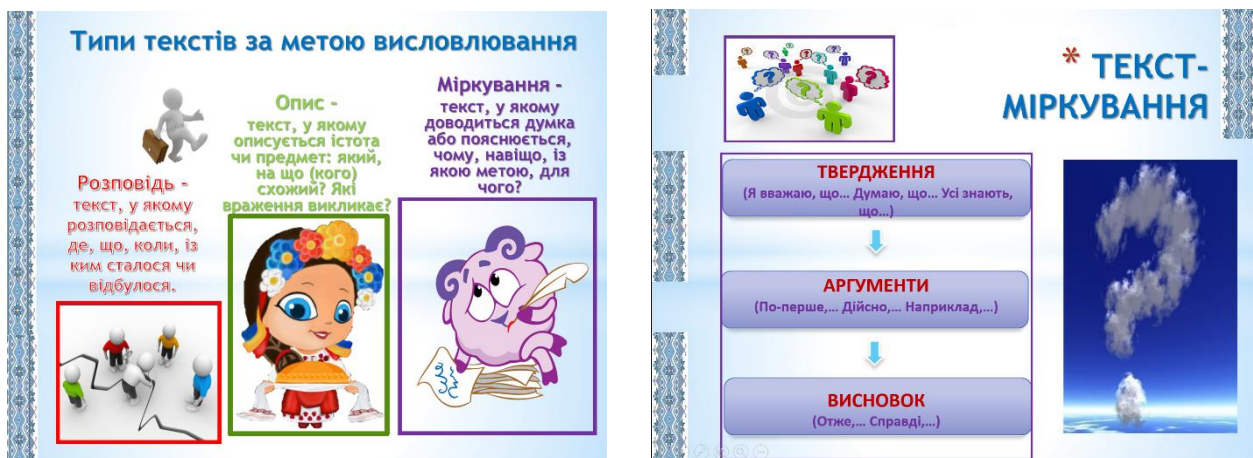 Типи текстів за метою висловлювання
Розповідь -
текст, у якому
розповідається,
де, що, коли, із
ким сталося чи
відбулося.
Опис -
текст, у якому
описується істота
чи предмет: який,
на що (кого)
схожий? Які
враження викликає?
Міркування -
текст, у якому
доводиться думка
або пояснюється,
чому, навіщо, із
якою метою, для
чого?
* ТЕКСТ-
МІРКУВАННЯ
ТВЕРДЖЕННЯ
(Я вважаю, що… Думаю, що… Усі знають,
що…)
АРГУМЕНТИ
(По-перше,… Дійсно,… Наприклад,…)
ВИСНОВОК
(Отже,… Справді,…)